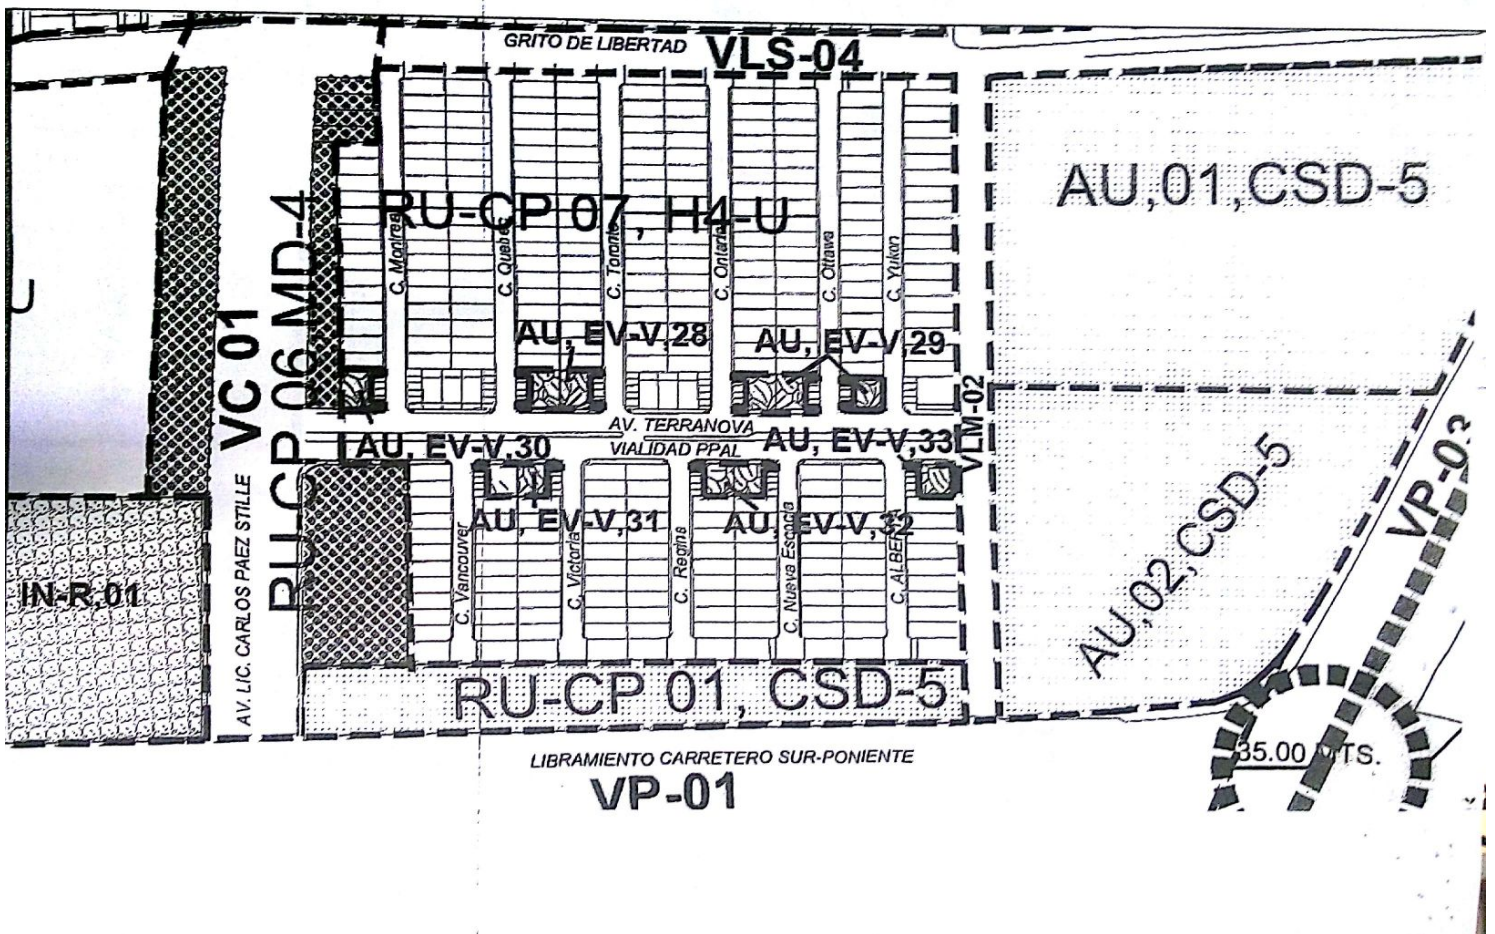 GRITO DE LIBERTAD VLS-04
AU,01,CSD-5
RU-CP 07, H4-U
C. Montreal
C. Quebec
C. Toronto
C. Ontario
C. Ottawa
C. Yukon
U
VC 01
RU-CP 06,MD-4
AU, EV-V,28
AU, EV-V,29
AV. TERRANOVA
VIALIDAD PPAL
AU, EV-V,30
AU, EV-V,33
VLM-02
VP-03
AU,02,CSD-5
AU, EV-V,31
AU, EV-V,32
C. Vancouver
C. Victoria
C. Regina
C. Nueva Escocia
AV. LIC. CARLOS PAEZ STILLE
IN-R,01
RU-CP 01, CSD-5
LIBRAMIENTO CARRETERO SUR-PONIENTE
VP-01
35.00 MTS.